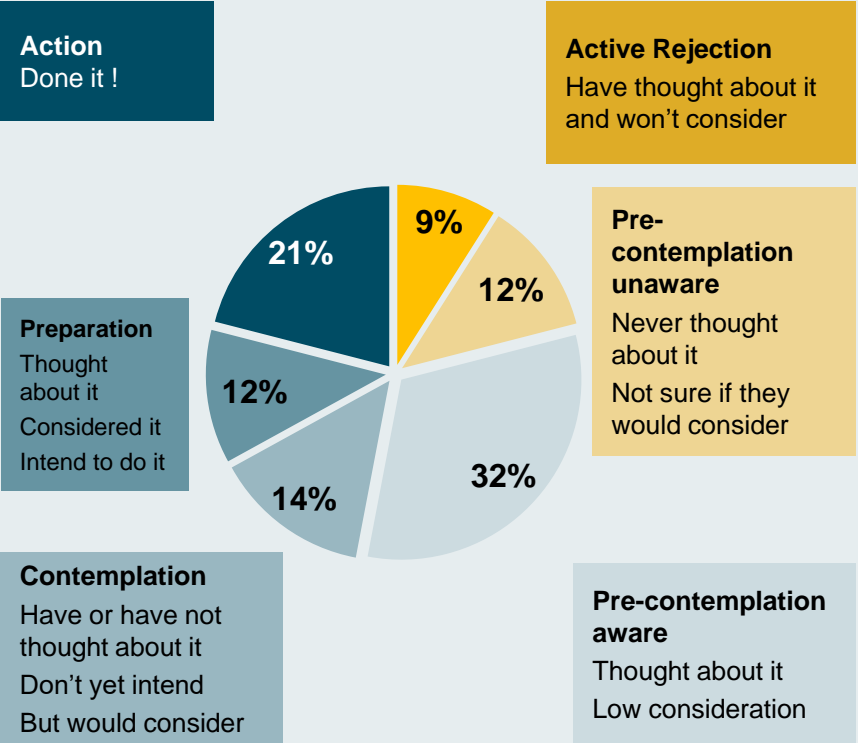 Action
Done it !
Active Rejection
Have thought about it
and won't consider
9%
21%
12%
Pre-
contemplation
unaware
Never thought
about it
Not sure if they
would consider
Preparation
Thought
about it
Considered it
Intend to do it
12%
32%
14%
Contemplation
Have or have not
thought about it
Don't yet intend
But would consider
Pre-contemplation
aware
Thought about it
Low consideration